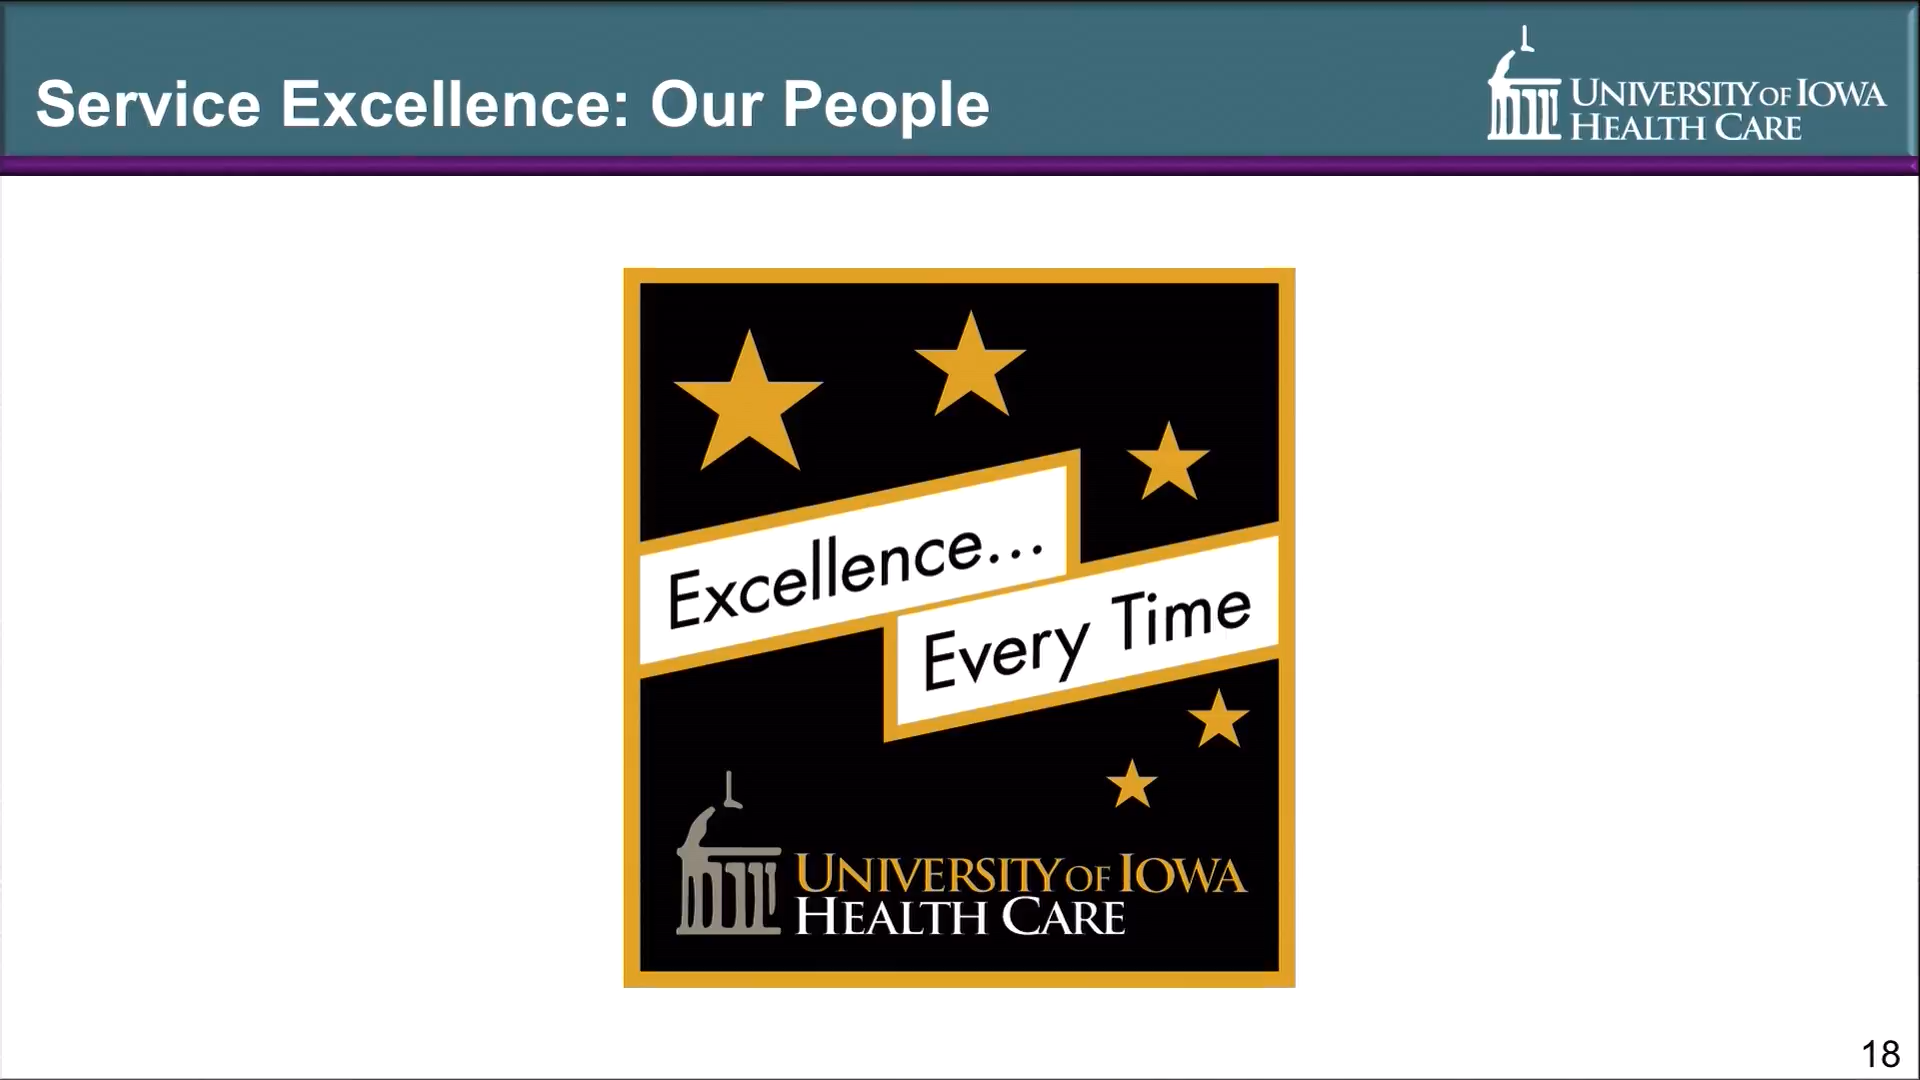 Service Excellence: Our People
UNIVERSITY OF IOWA
HEALTH CARE
Excellence...
Every Time
UNIVERSITY OF IOWA
HEALTH CARE
18